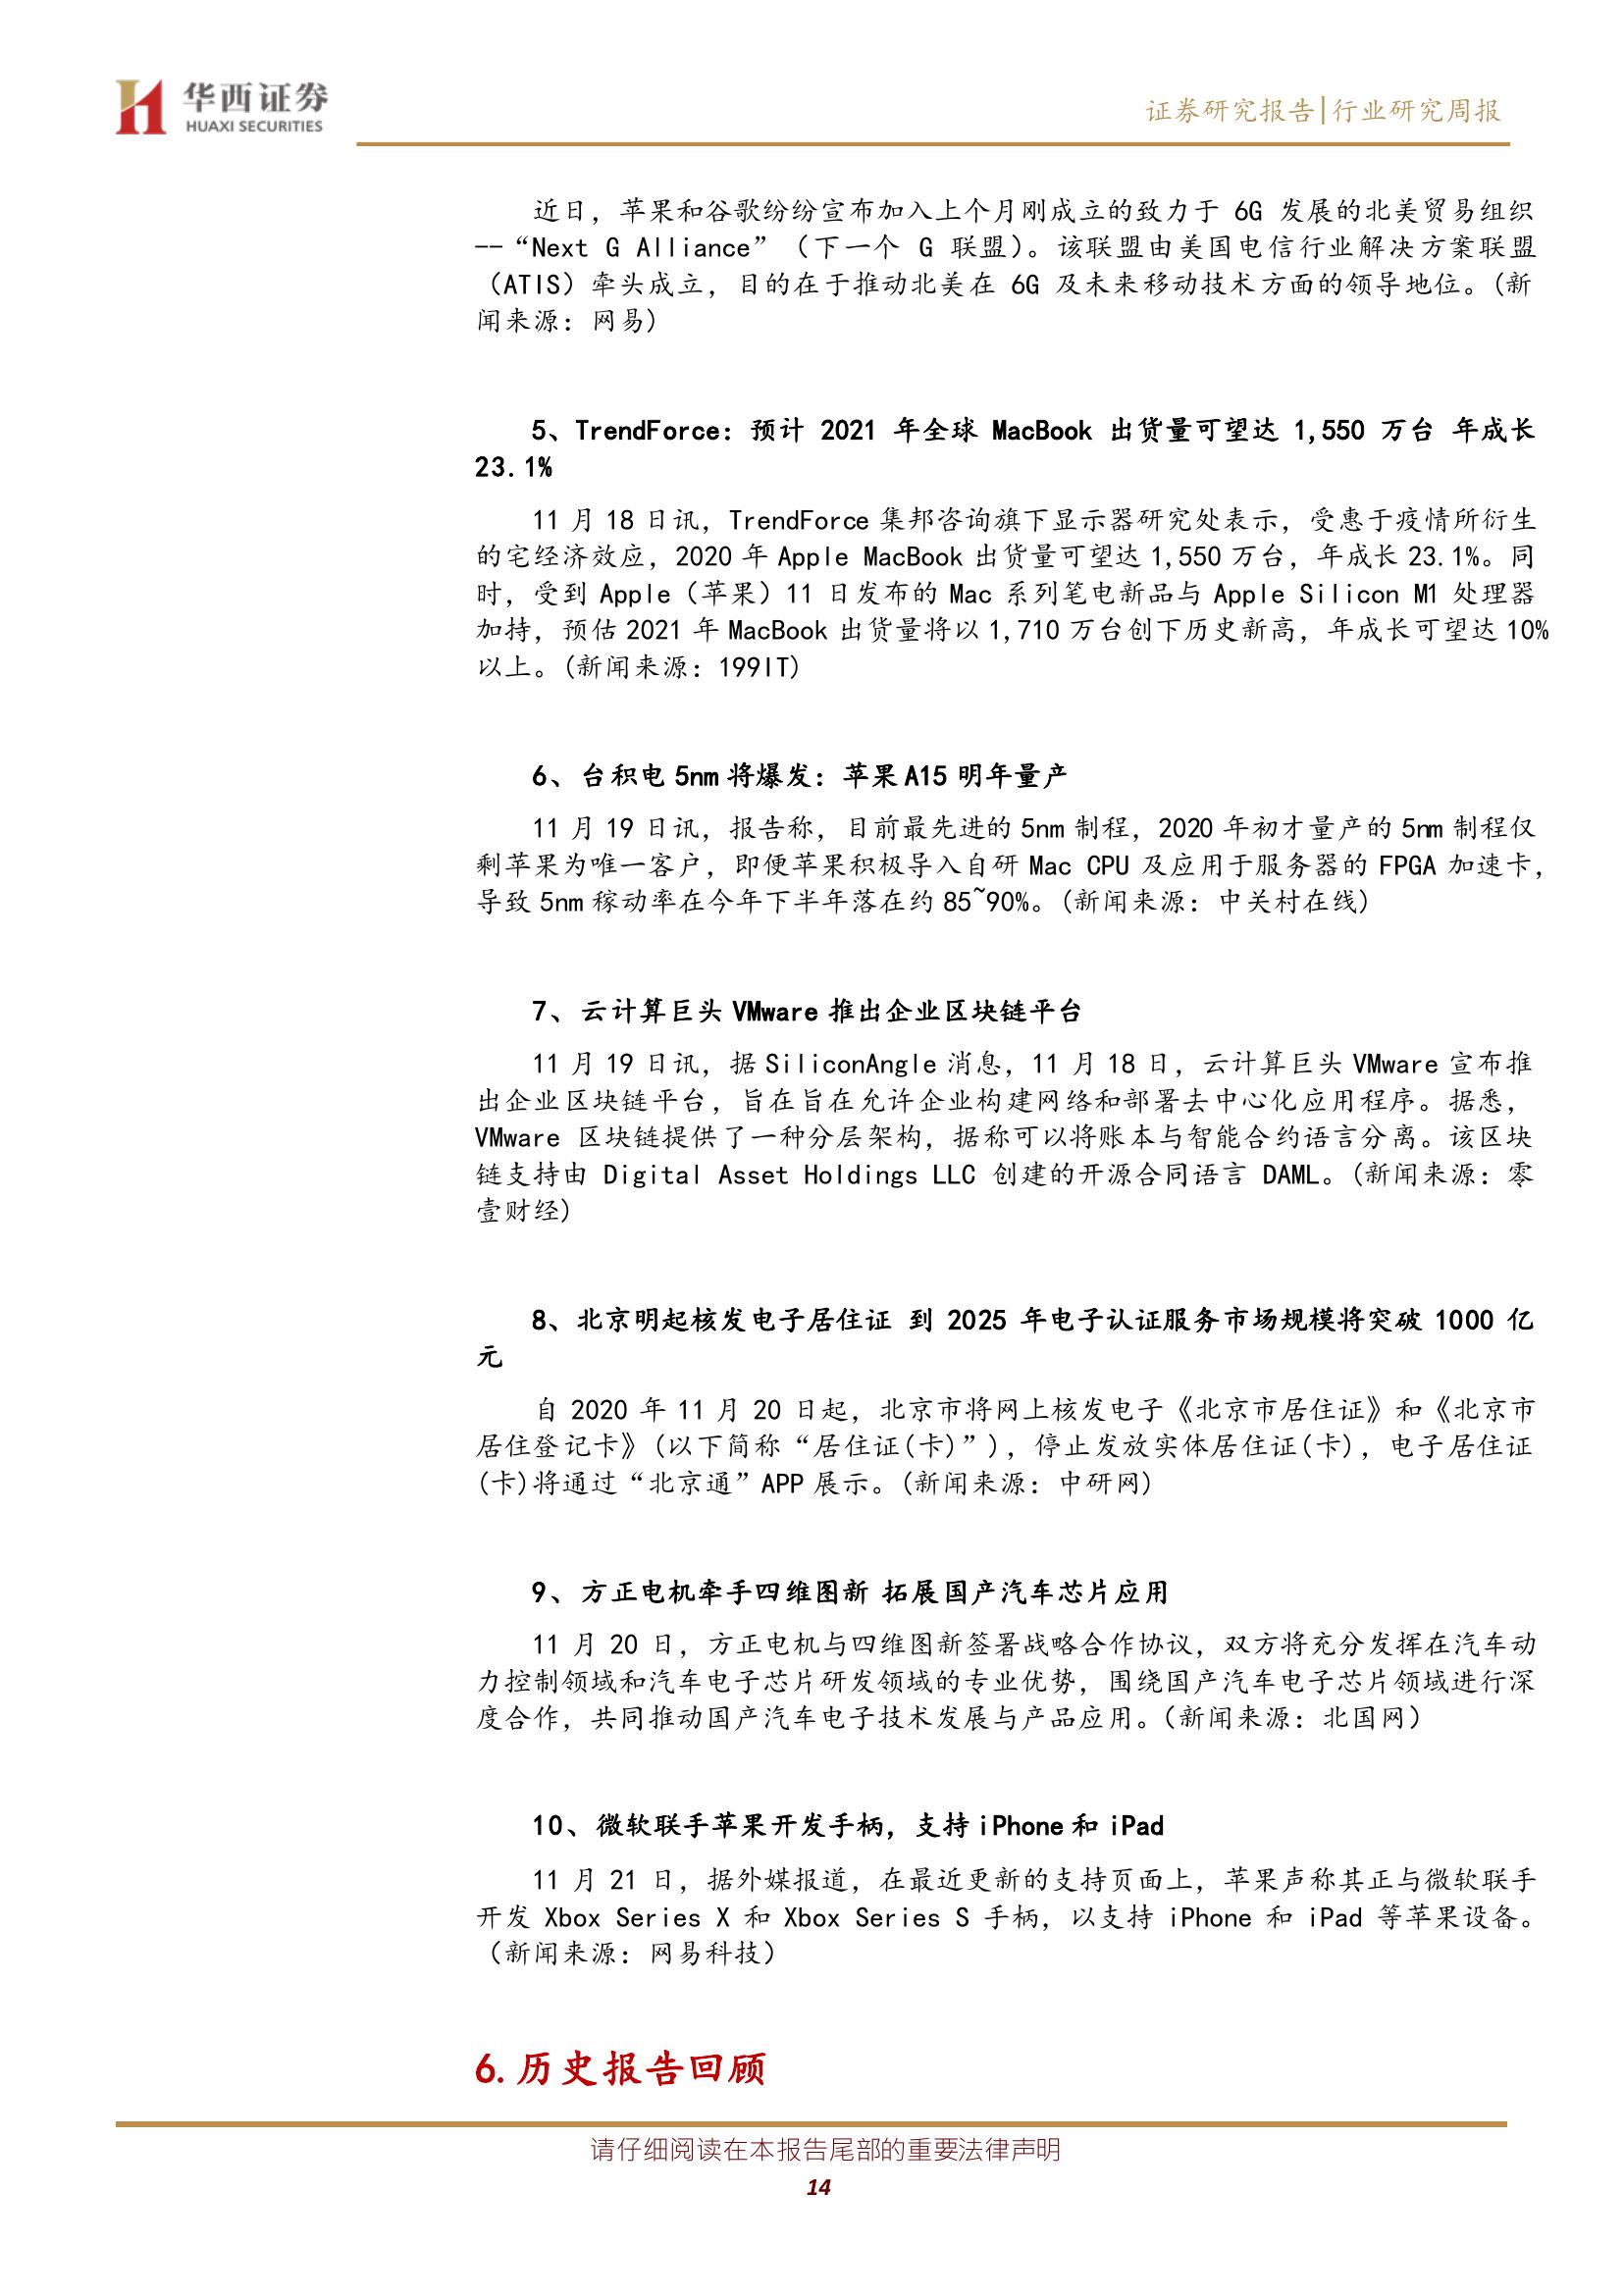 华西证券
HUAXI SECURITIES
证券研究报告|行业研究周报
近日，苹果和谷歌纷纷宣布加入上个月刚成立的致力于 6G 发展的北美贸易组织
--“Next G Alliance”（下一个 G 联盟）。该联盟由美国电信行业解决方案联盟
（ATIS）牵头成立，目的在于推动北美在 6G 及未来移动技术方面的领导地位。(新
闻来源：网易)
5、TrendForce：预计 2021 年全球 MacBook 出货量可望达 1,550 万台 年成长
23.1%
11 月 18 日讯，TrendForce 集邦咨询旗下显示器研究处表示，受惠于疫情所衍生
的宅经济效应，2020 年 Apple MacBook 出货量可望达 1,550 万台，年成长 23.1%。同
时，受到 Apple（苹果）11 日发布的 Mac 系列笔电新品与 Apple Silicon M1 处理器
加持，预估 2021 年 MacBook 出货量将以 1,710 万台创下历史新高，年成长可望达 10%
以上。(新闻来源：199IT)
6、台积电 5nm 将爆发：苹果 A15 明年量产
11 月 19 日讯，报告称，目前最先进的 5nm 制程，2020 年初才量产的 5nm 制程仅
剩苹果为唯一客户，即便苹果积极导入自研 Mac CPU 及应用于服务器的 FPGA 加速卡，
导致 5nm 稼动率在今年下半年落在约 85~90%。(新闻来源：中关村在线)
7、云计算巨头 VMware 推出企业区块链平台
11 月 19 日讯，据 SiliconAngle 消息，11 月 18 日，云计算巨头 VMware 宣布推
出企业区块链平台，旨在旨在允许企业构建网络和部署去中心化应用程序。据悉，
VMware 区块链提供了一种分层架构，据称可以将账本与智能合约语言分离。该区块
链支持由 Digital Asset Holdings LLC 创建的开源合同语言 DAML。(新闻来源：零
壹财经)
8、北京明起核发电子居住证 到 2025 年电子认证服务市场规模将突破 1000 亿
元
自 2020 年 11 月 20 日起，北京市将网上核发电子《北京市居住证》和《北京市
居住登记卡》(以下简称“居住证(卡)”)，停止发放实体居住证(卡)，电子居住证
(卡)将通过“北京通”APP 展示。(新闻来源：中研网)
9、方正电机牵手四维图新 拓展国产汽车芯片应用
11 月 20 日，方正电机与四维图新签署战略合作协议，双方将充分发挥在汽车动
力控制领域和汽车电子芯片研发领域的专业优势，围绕国产汽车电子芯片领域进行深
度合作，共同推动国产汽车电子技术发展与产品应用。（新闻来源：北国网）
10、微软联手苹果开发手柄，支持 iPhone 和 iPad
11 月 21 日，据外媒报道，在最近更新的支持页面上，苹果声称其正与微软联手
开发 Xbox Series X 和 Xbox Series S 手柄，以支持 iPhone 和 iPad 等苹果设备。
（新闻来源：网易科技）
6.历史报告回顾
请仔细阅读在本报告尾部的重要法律声明
14